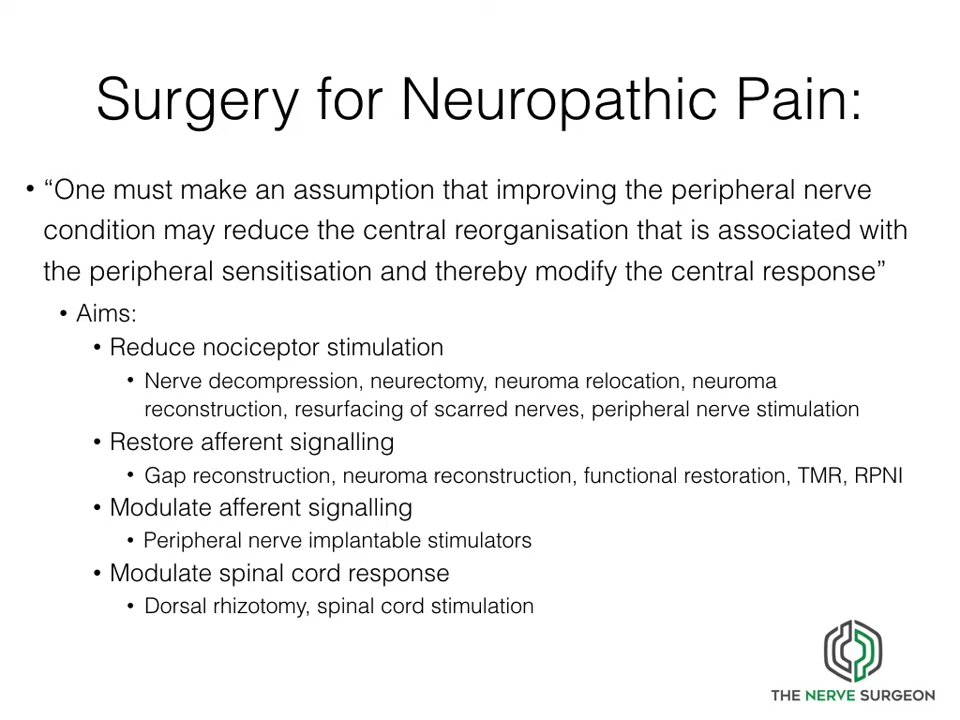 Surgery for Neuropathic Pain:
• “One must make an assumption that improving the peripheral nerve
condition may reduce the central reorganisation that is associated with
the peripheral sensitisation and thereby modify the central response”
• Aims:
• Reduce nociceptor stimulation
• Nerve decompression, neurectomy, neuroma relocation, neuroma
reconstruction, resurfacing of scarred nerves, peripheral nerve stimulation
• Restore afferent signalling
• Gap reconstruction, neuroma reconstruction, functional restoration, TMR, RPNI
• Modulate afferent signalling
• Peripheral nerve implantable stimulators
• Modulate spinal cord response
• Dorsal rhizotomy, spinal cord stimulation
THE NERVE SURGEON